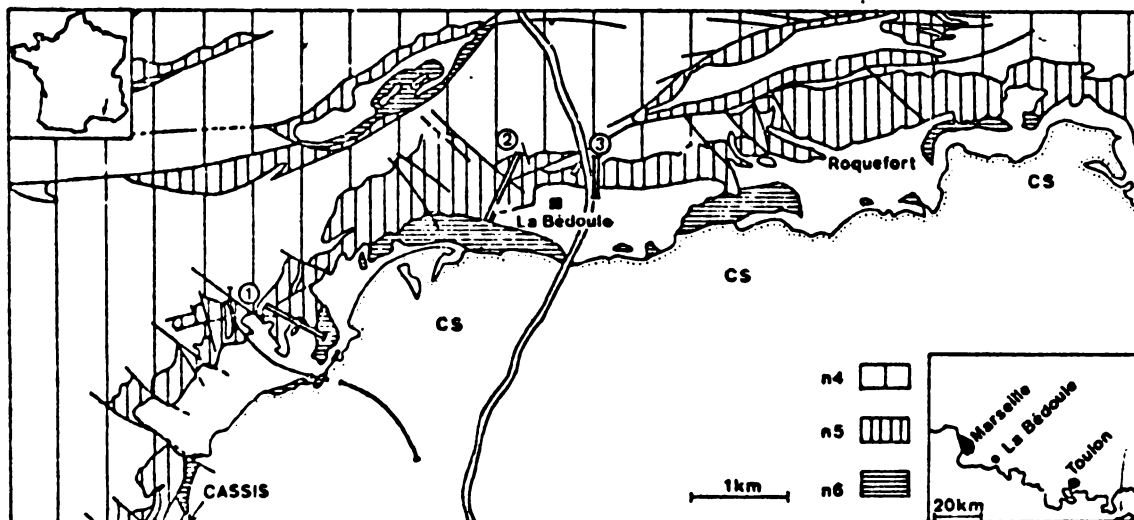 ②
③
Roquefort
CS
La Bédoule
CS
①
CS
n4
n5
n6
1km
CASSIS
Marseille
La Bédoule
Toulon
20km